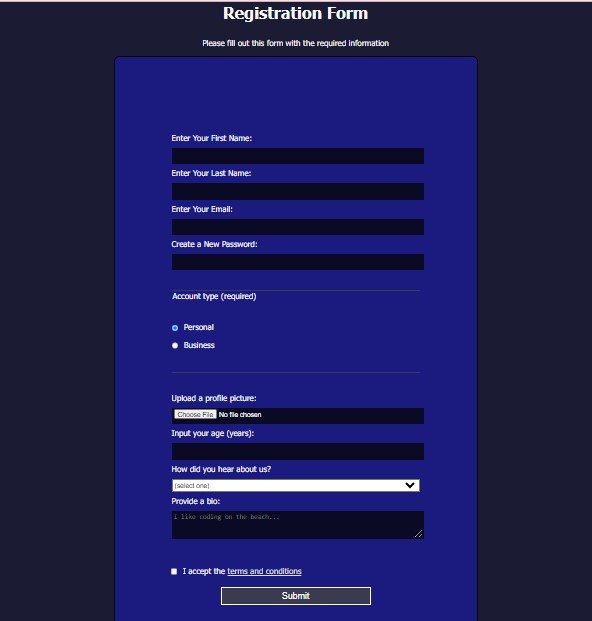 Registration Form
Please fill out this form with the required information
Enter Your First Name:
Enter Your Last Name:
Enter Your Email:
Create a New Password:
Account type (required)
Personal
Business
Upload a profile picture:
Choose File No file chosen
Input your age (years):
How did you hear about us?
(select one)
Provide a bio:
I like coding on the beach...
I accept the terms and conditions
Submit